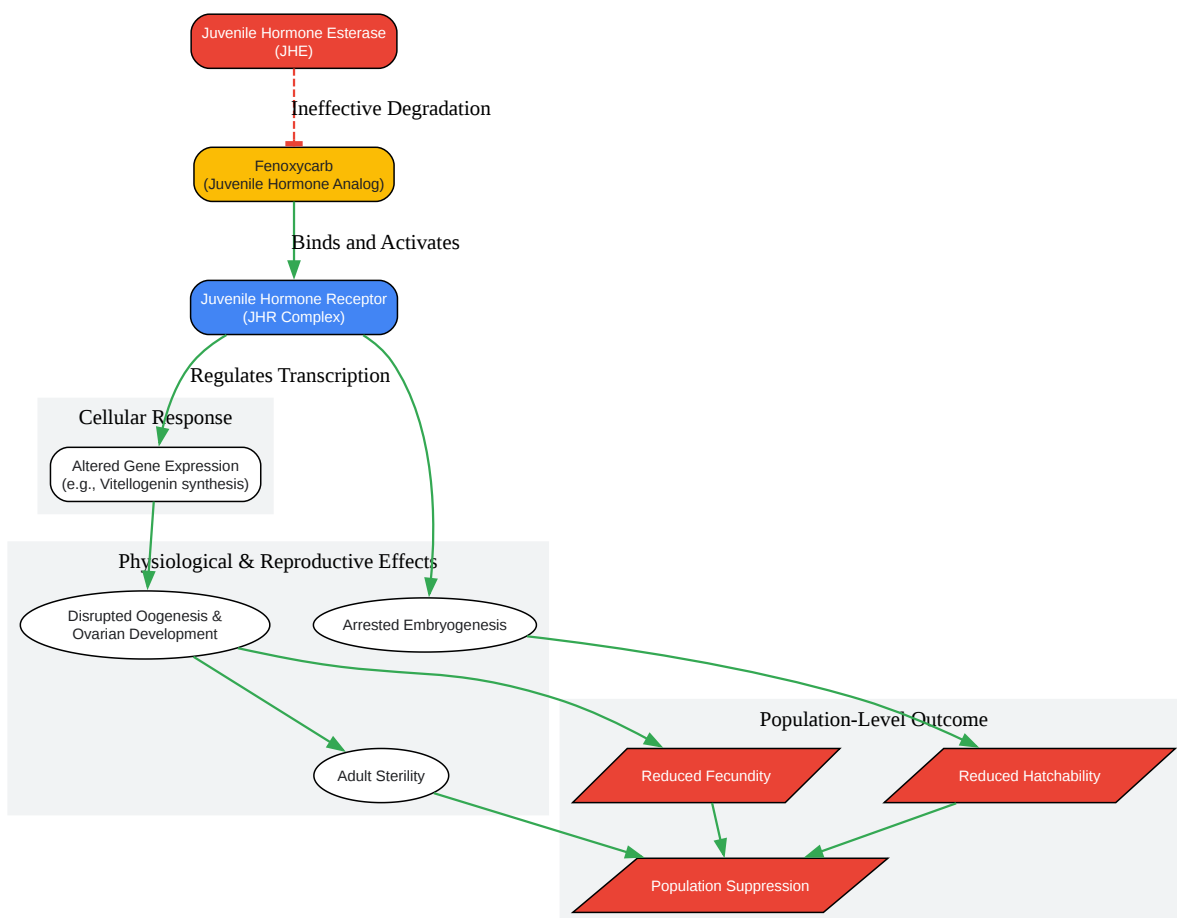 Juvenile Hormone Esterase
(JHE)
Ineffective Degradation
Fenoxycarb
(Juvenile Hormone Analog)
Binds and Activates
Juvenile Hormone Receptor
(JHR Complex)
Regulates Transcription
Cellular Response
Altered Gene Expression
(e.g., Vitellogenin synthesis)
Physiological & Reproductive Effects
Disrupted Oogenesis &
Ovarian Development
Arrested Embryogenesis
Population-Level Outcome
Adult Sterility
Reduced Fecundity
Reduced Hatchability
Population Suppression